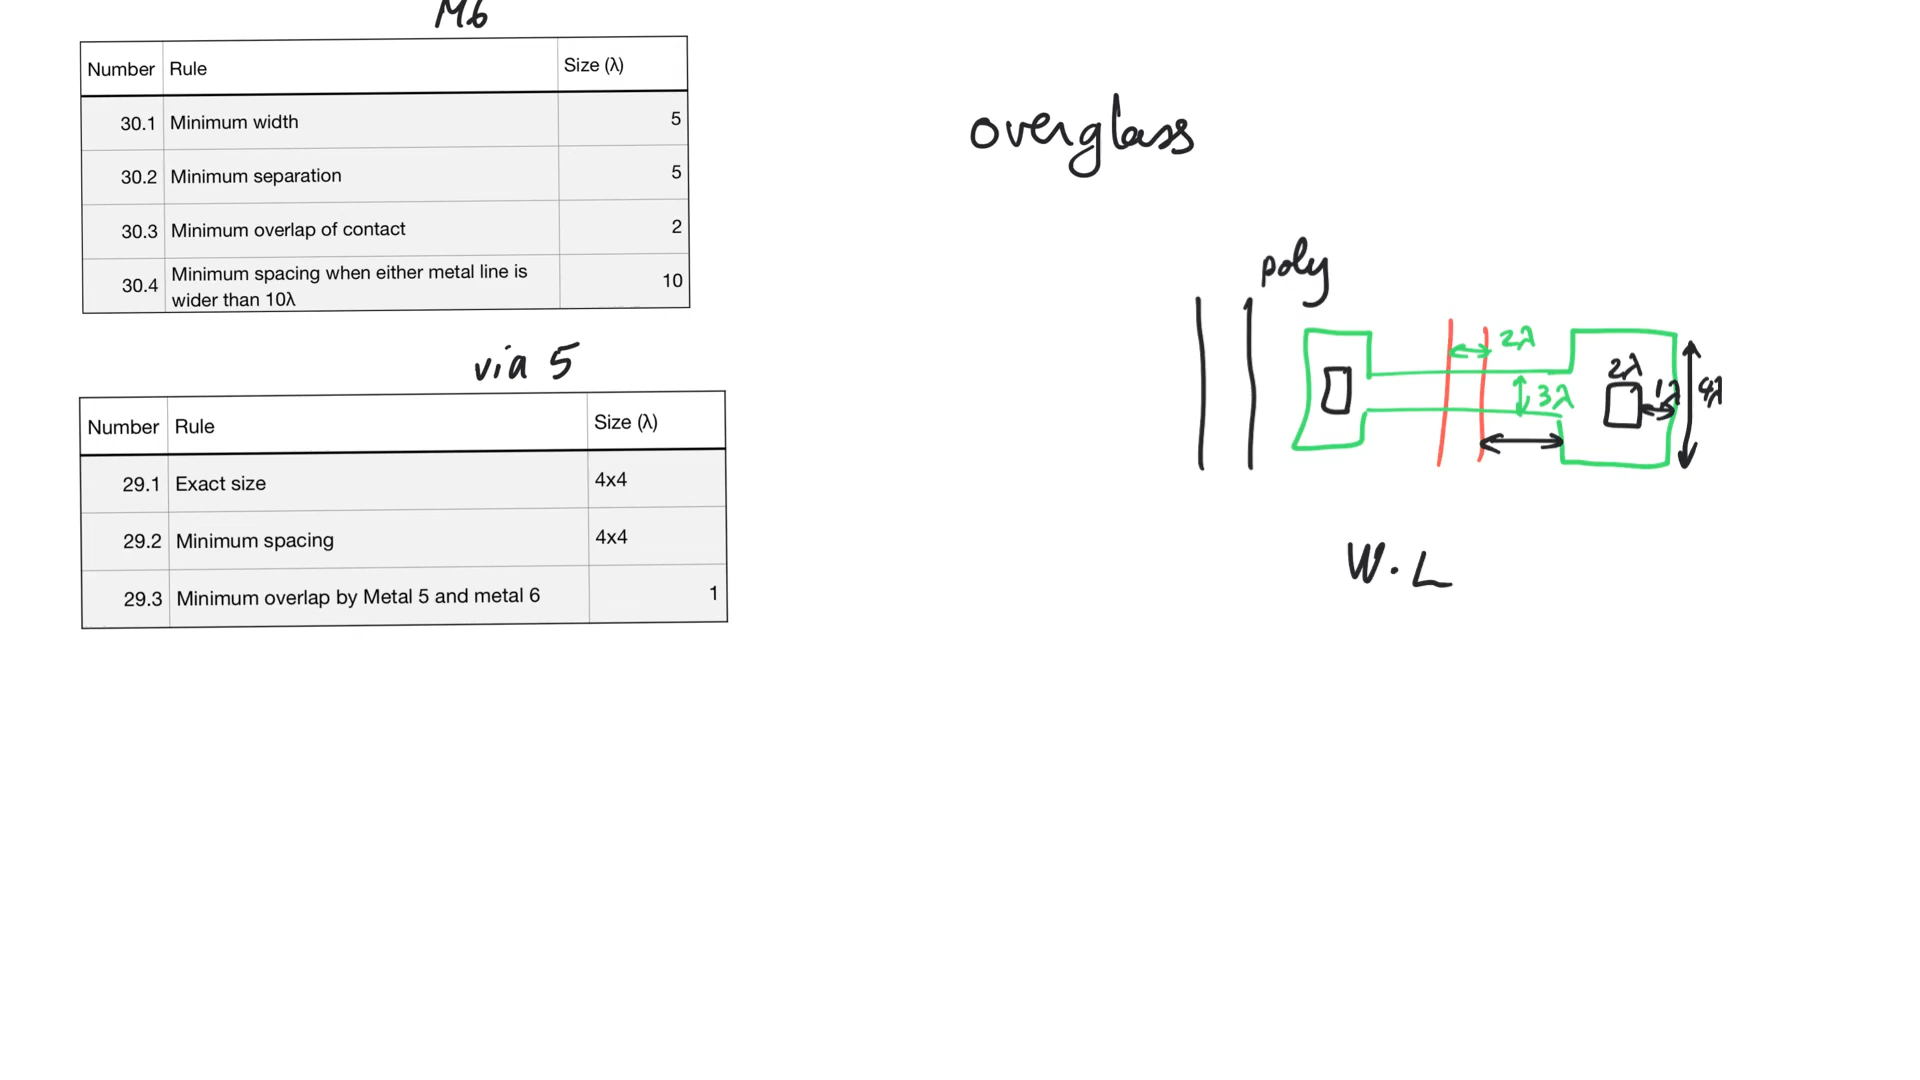 M6
Number Rule Size (λ)
30.1 Minimum width 5
30.2 Minimum separation 5
30.3 Minimum overlap of contact 2
30.4 Minimum spacing when either metal line is
wider than 10λ 10
via 5
Number Rule Size (λ)
29.1 Exact size 4x4
29.2 Minimum spacing 4x4
29.3 Minimum overlap by Metal 5 and metal 6 1
overglass
poly
2λ
3λ
2λ
1λ
4λ
W·L